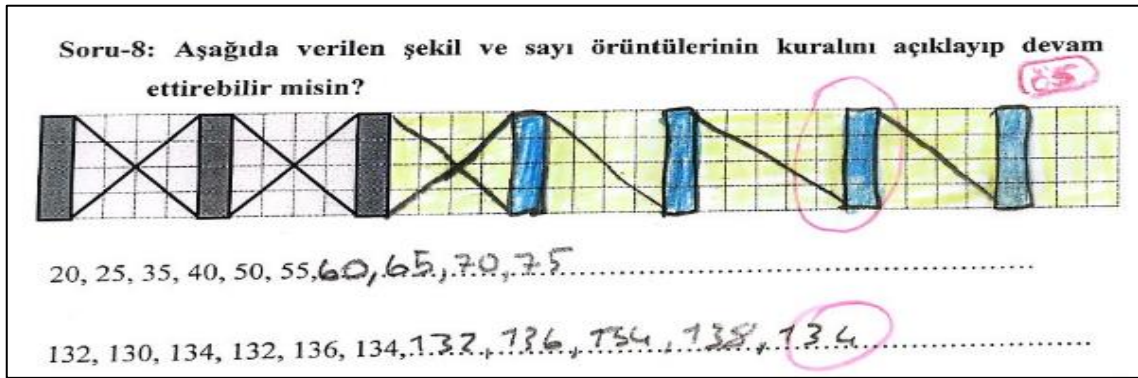 Soru-8: Aşağıda verilen şekil ve sayı örüntülerinin kuralını açıklayıp devam
ettirebilir misin?
20, 25, 35, 40, 50, 55, 60, 65, 70, 75
132, 130, 134, 132, 136, 134, 132, 136, 134, 138, 134